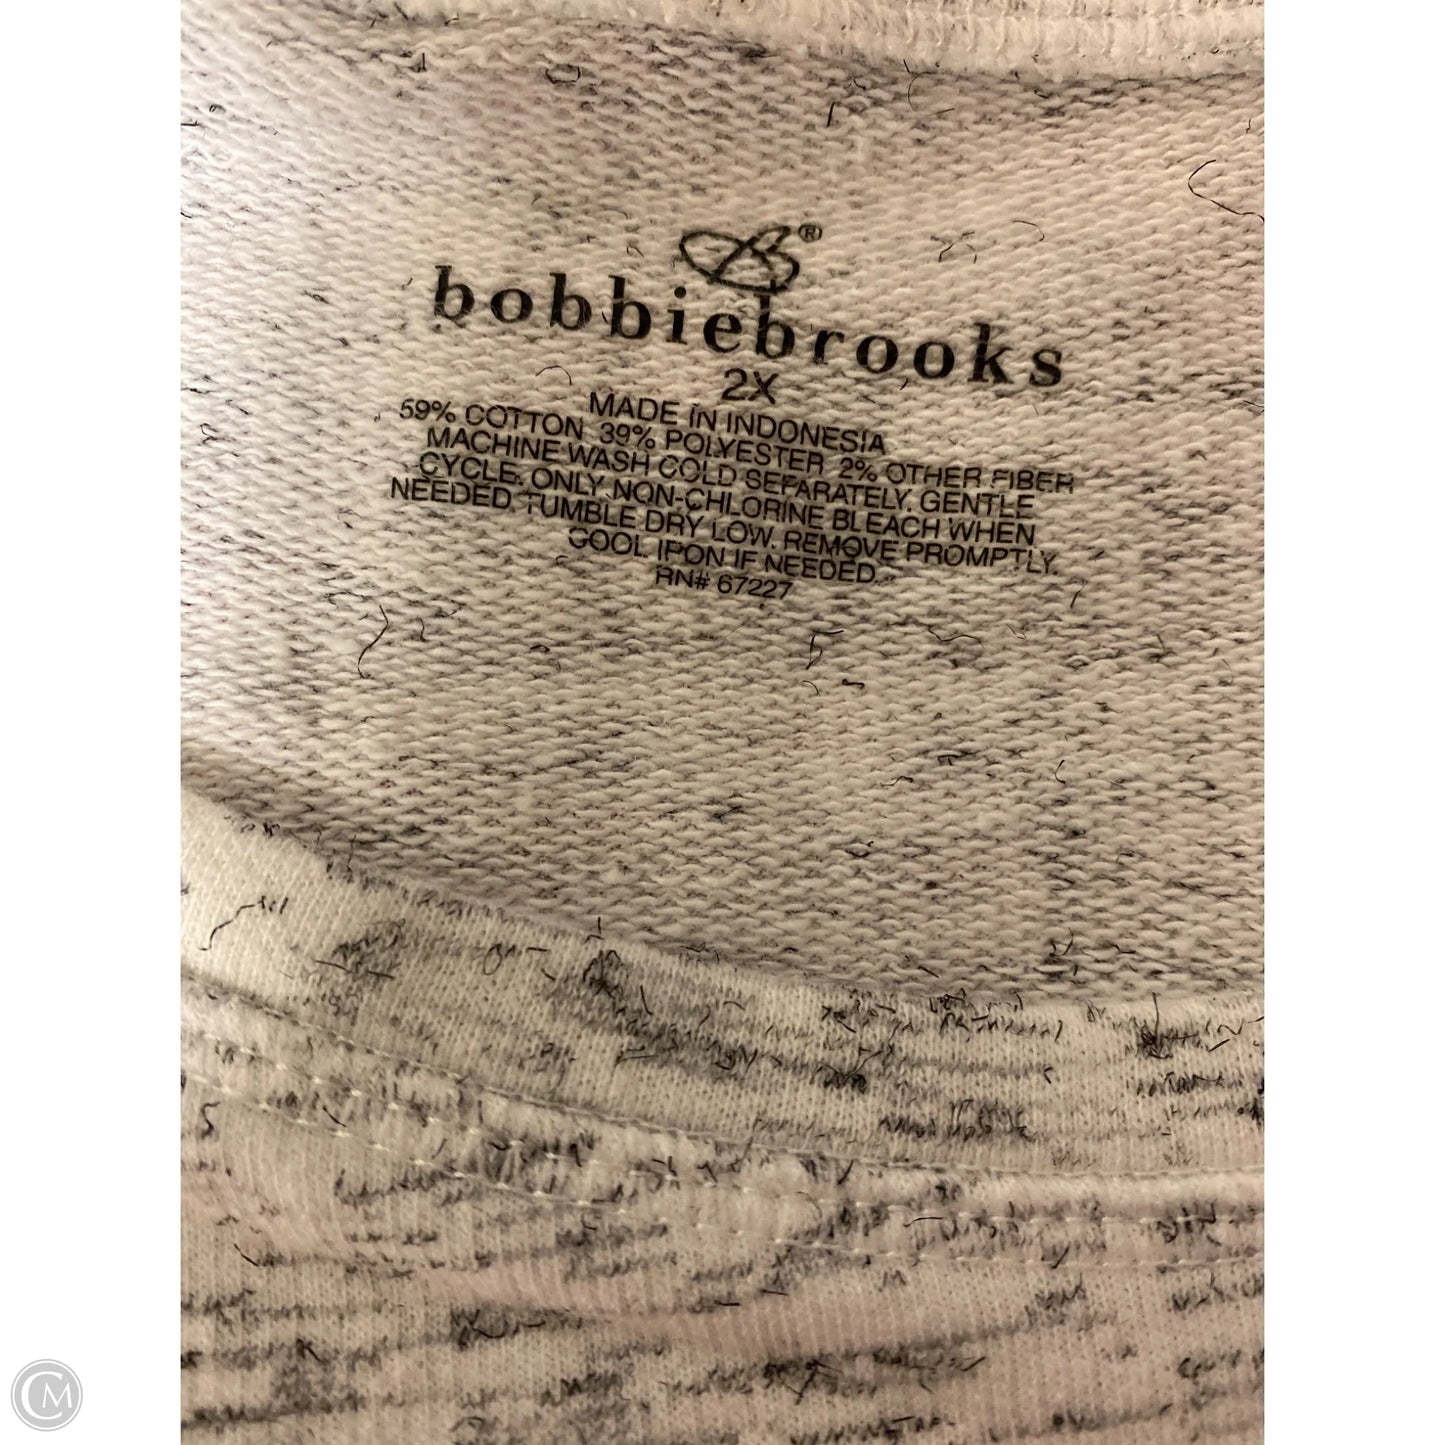 ®
bobbiebrooks
2X
MADE IN INDONESIA
59% COTTON 39% POLYESTER 2% OTHER FIBER
MACHINE WASH COLD SEPARATELY. GENTLE
CYCLE. ONLY NON-CHLORINE BLEACH WHEN
NEEDED. TUMBLE DRY LOW. REMOVE PROMPTLY.
COOL IRON IF NEEDED.
RN# 67227
CM